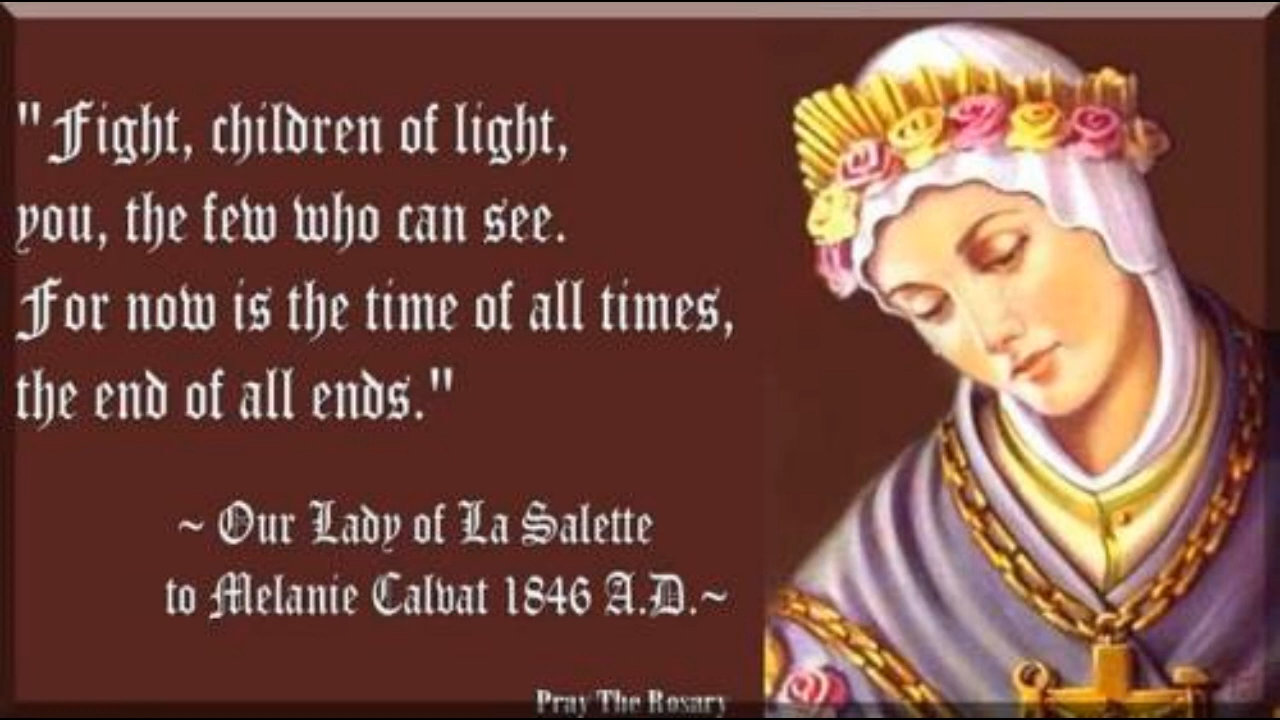 "Fight, children of light,
you, the few who can see.
For now is the time of all times,
the end of all ends."
~ Our Lady of La Salette
to Melanie Calvat 1846 A.D.~
Pray The Rosary